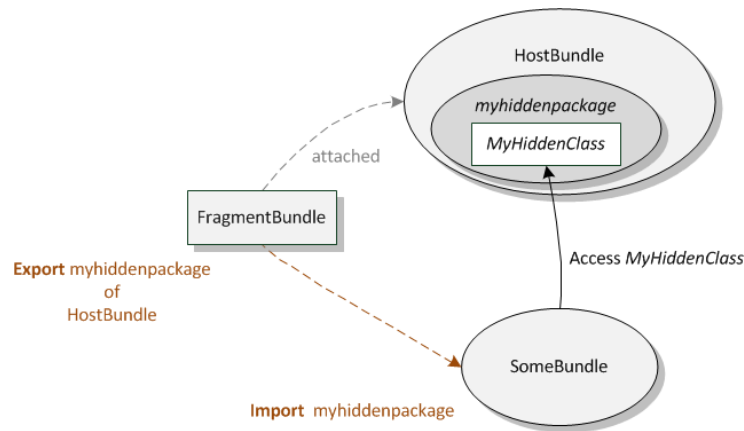 HostBundle
myhiddenpackage
MyHiddenClass
attached
FragmentBundle
Export myhiddenpackage
of
HostBundle
Access MyHiddenClass
SomeBundle
Import myhiddenpackage